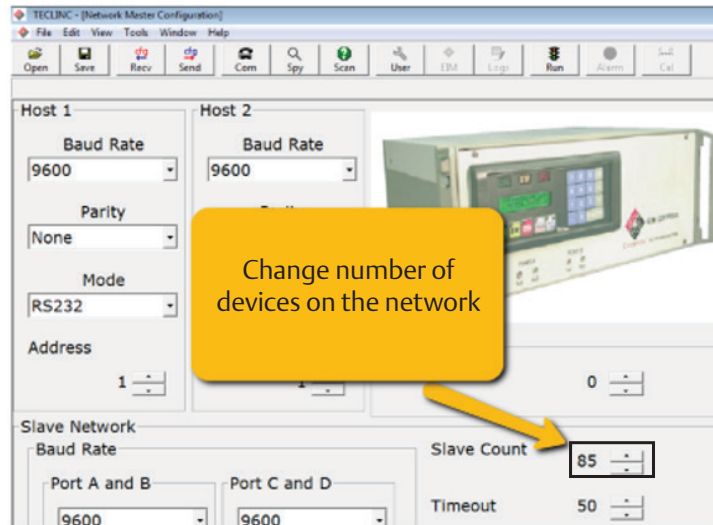 TECLINC - [Network Master Configuration]
File Edit View Tools Window Help
Open Save Recv Send Com Spy Scan User EIM Logs Run Alarm Cal
Host 1
Host 2
Baud Rate
Baud Rate
9600
9600
Parity
None
Mode
RS232
Address
1
1
0
Change number of
devices on the network
Slave Network
Baud Rate
Port A and B
Port C and D
9600
9600
Slave Count
85
Timeout
50